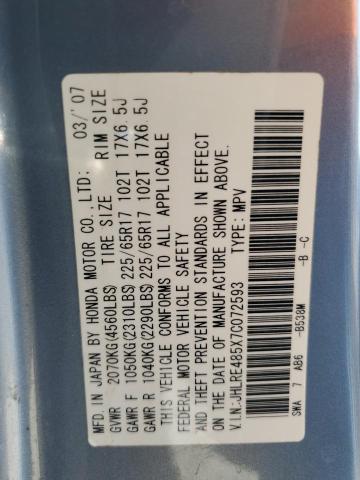 MFD. IN JAPAN BY HONDA MOTOR CO., LTD: 03/'07
GVWR 2070KG(4560LBS) TIRE SIZE RIM SIZE
GAWR F 1050KG(2310LBS)225/65R17 102T 17X6.5J
GAWR R 1040KG(2290LBS)225/65R17 102T 17X6.5J
THIS VEHICLE CONFORMS TO ALL APPLICABLE
FEDERAL MOTOR VEHICLE SAFETY
"AND THEFT PREVENTION STANDARDS IN EFFECT
ON THE DATE OF MANUFACTURE SHOWN ABOVE.
V.I.N:JHLRE485X7C072593 TYPE: MPV
SWA 7 AB6 -B538M -B -C